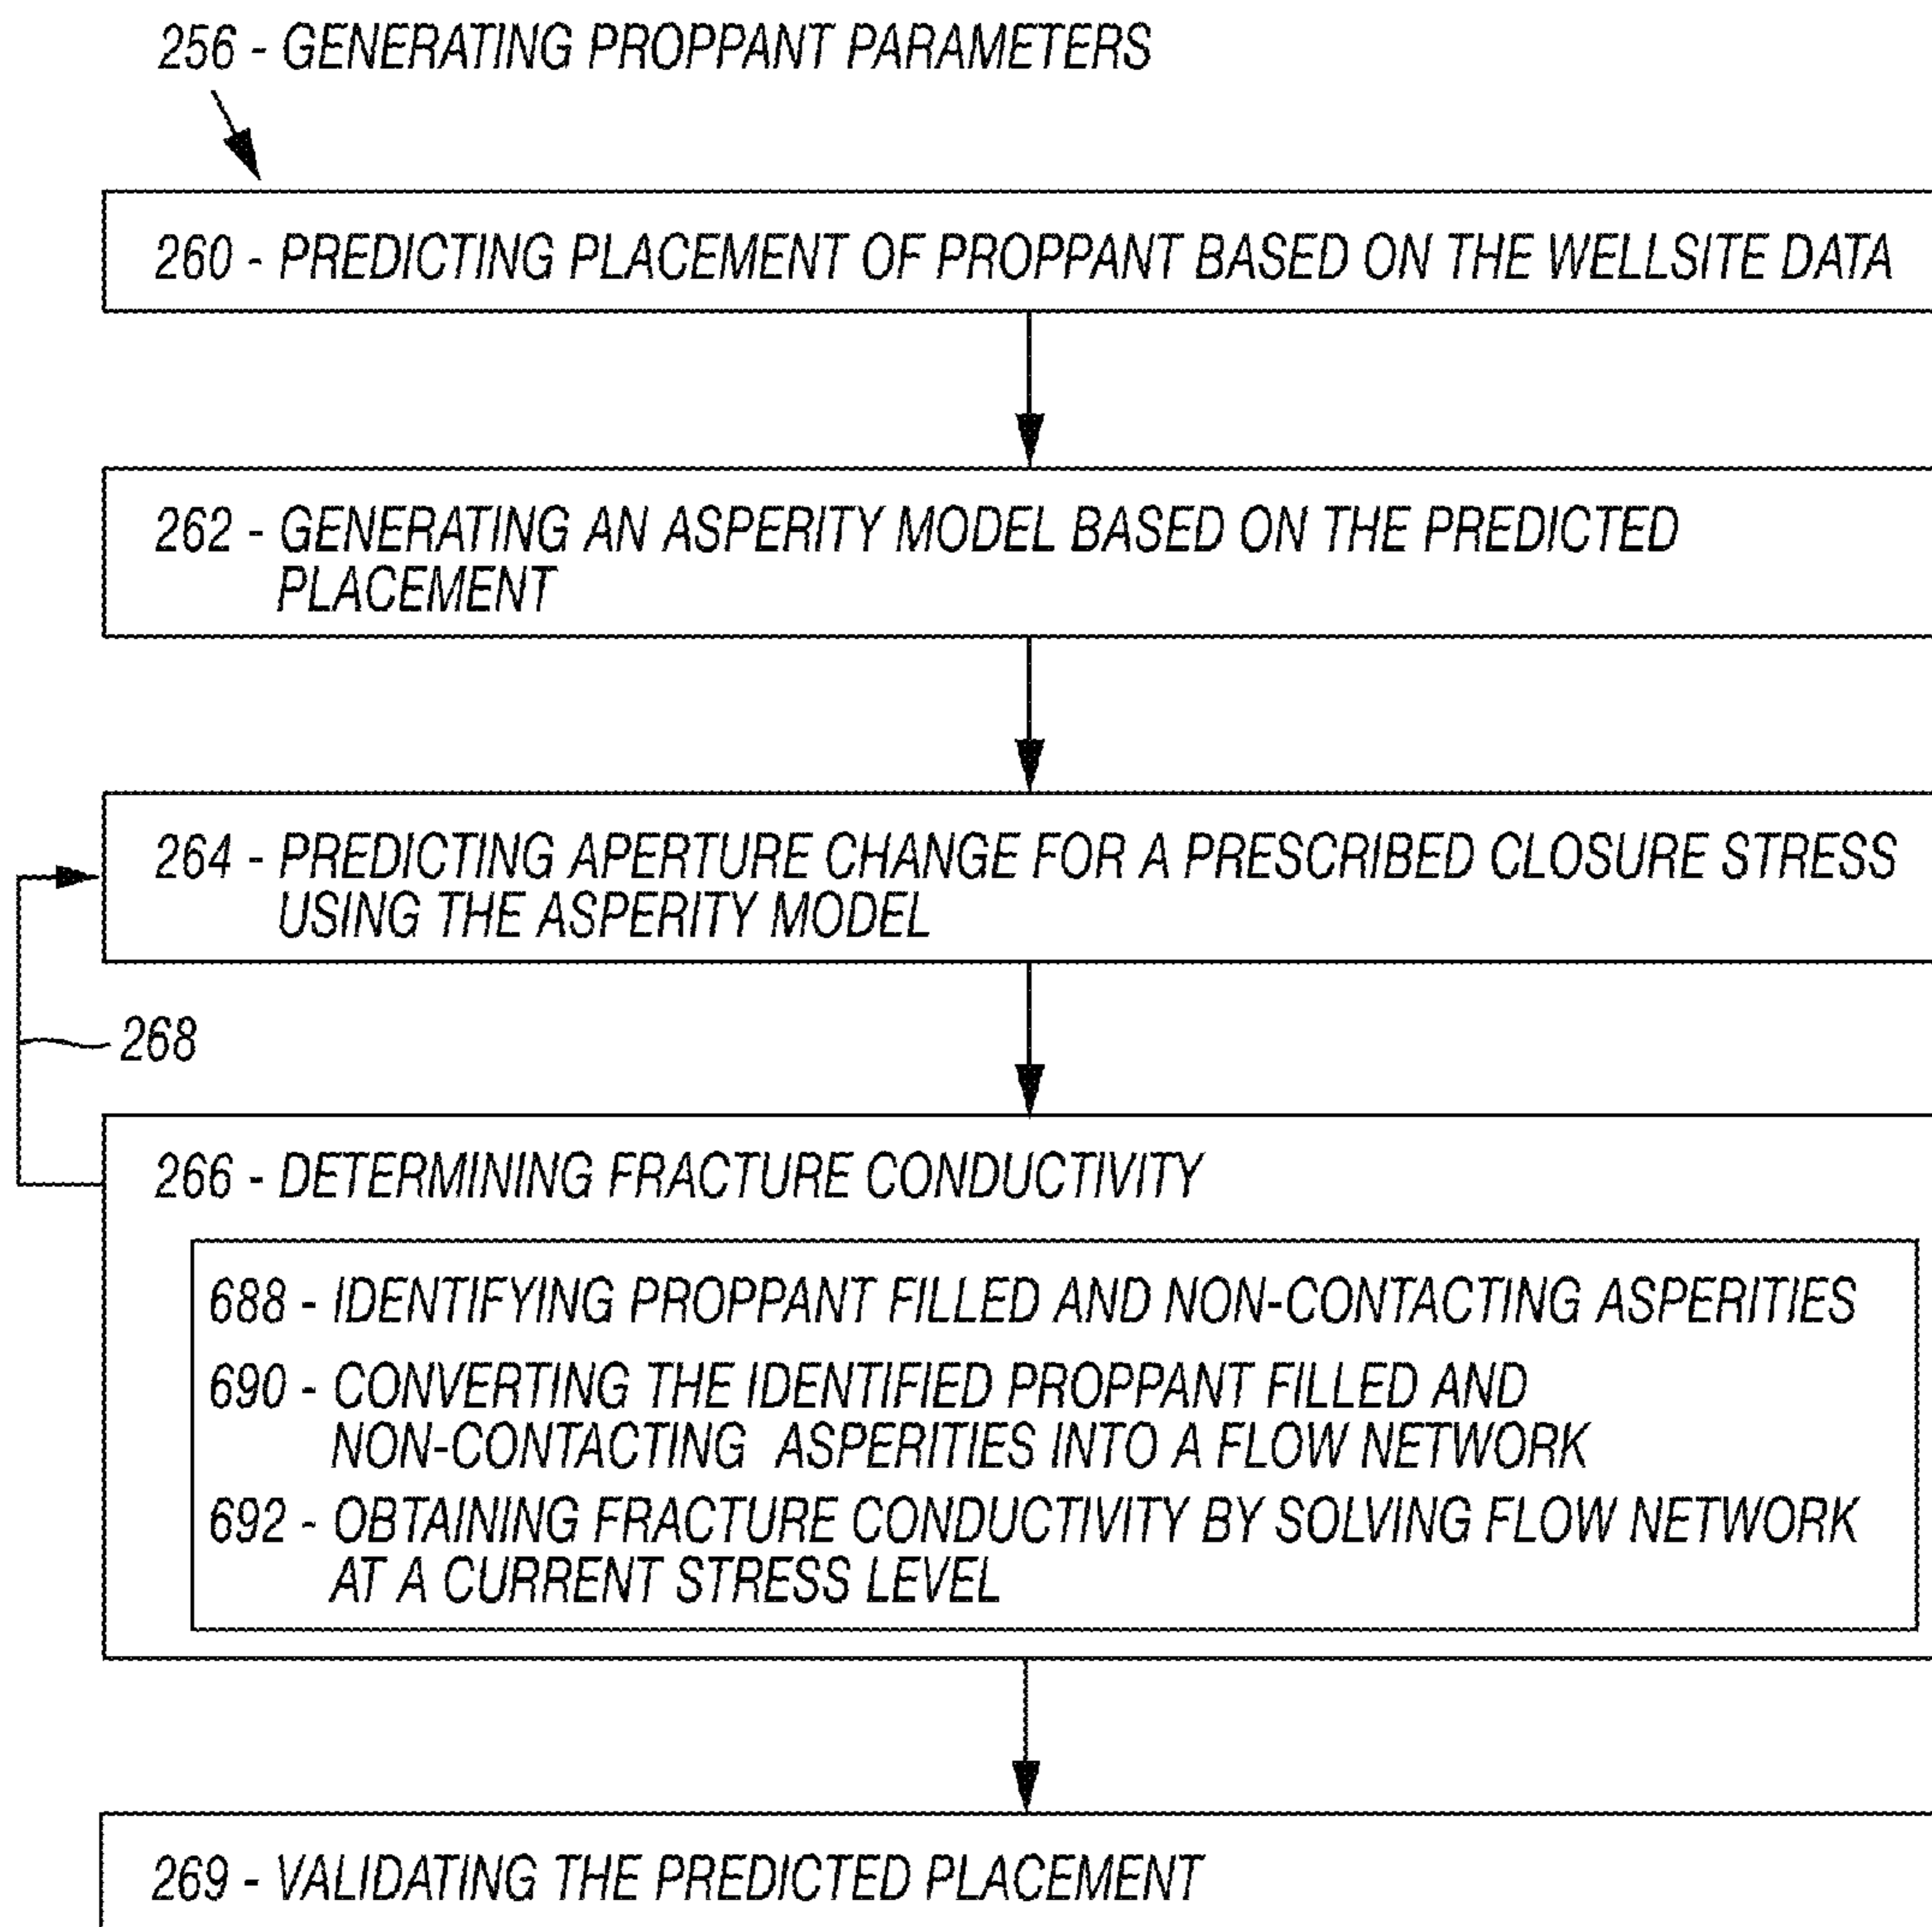 256 - GENERATING PROPPANT PARAMETERS
260 - PREDICTING PLACEMENT OF PROPPANT BASED ON THE WELLSITE DATA
262 - GENERATING AN ASPERITY MODEL BASED ON THE PREDICTED
PLACEMENT
264 - PREDICTING APERTURE CHANGE FOR A PRESCRIBED CLOSURE STRESS
USING THE ASPERITY MODEL
268
266 - DETERMINING FRACTURE CONDUCTIVITY
688 - IDENTIFYING PROPPANT FILLED AND NON-CONTACTING ASPERITIES
690 - CONVERTING THE IDENTIFIED PROPPANT FILLED AND
NON-CONTACTING ASPERITIES INTO A FLOW NETWORK
692 - OBTAINING FRACTURE CONDUCTIVITY BY SOLVING FLOW NETWORK
AT A CURRENT STRESS LEVEL
269 - VALIDATING THE PREDICTED PLACEMENT